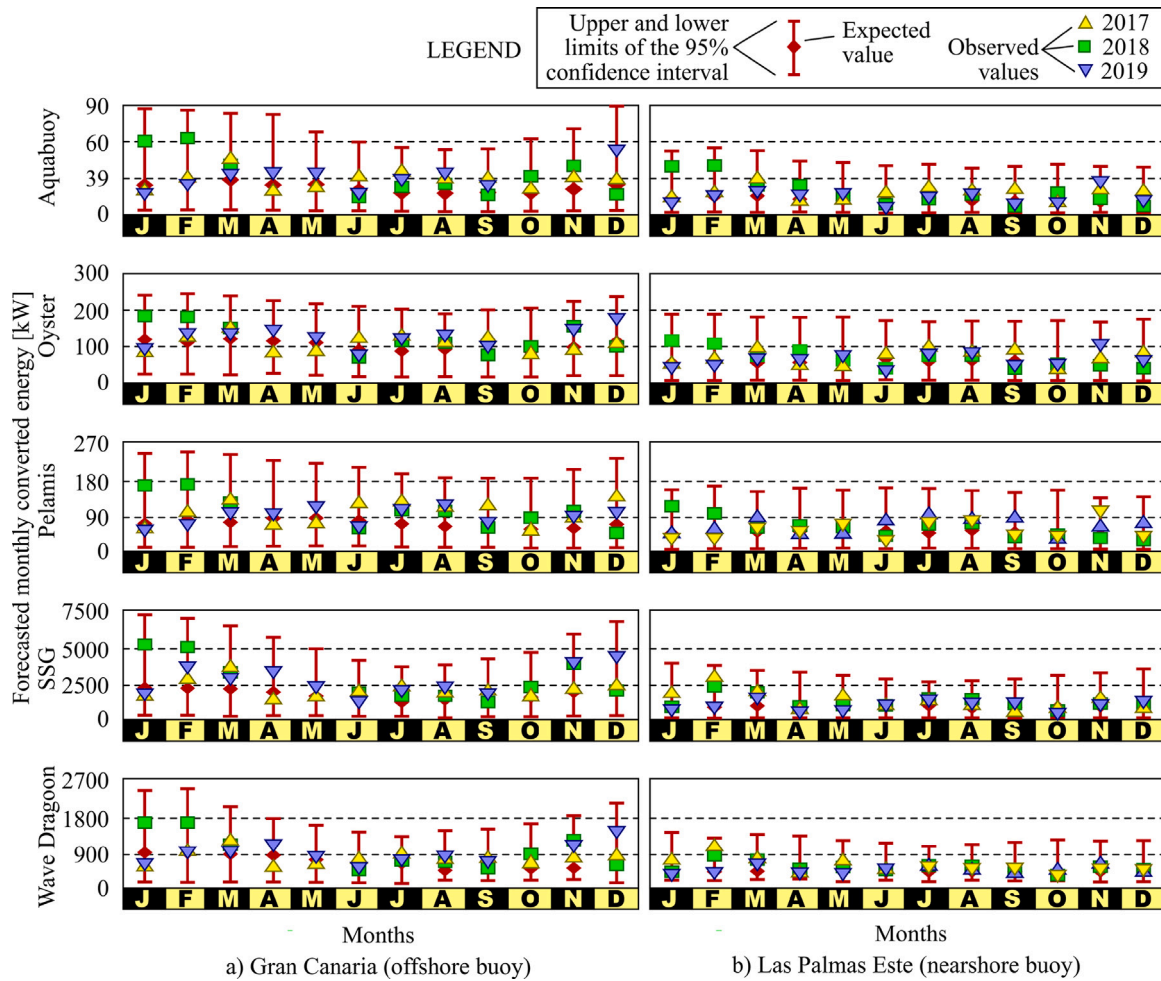 LEGEND
Upper and lower
limits of the 95%
confidence interval
Expected
value
Observed
values
2017
2018
2019
Forecasted monthly converted energy [kW]
Aquabuoy
90
60
39
0
J F M A M J J A S O N D
J F M A M J J A S O N D
Oyster
300
200
100
0
J F M A M J J A S O N D
J F M A M J J A S O N D
Pelamis
270
180
90
0
J F M A M J J A S O N D
J F M A M J J A S O N D
SSG
7500
5000
2500
0
J F M A M J J A S O N D
J F M A M J J A S O N D
Wave Dragoon
2700
1800
900
0
J F M A M J J A S O N D
J F M A M J J A S O N D
Months
Months
a) Gran Canaria (offshore buoy)
b) Las Palmas Este (nearshore buoy)